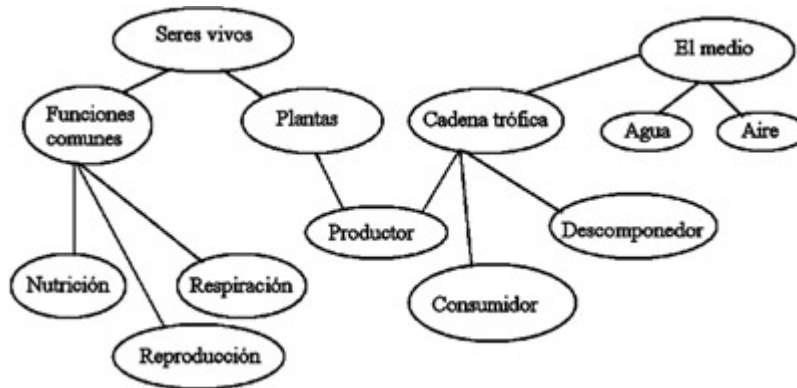 Seres vivos
El medio
Funciones
comunes
Plantas
Cadena trófica
Agua
Aire
Productor
Descomponedor
Nutrición
Respiración
Consumidor
Reproducción